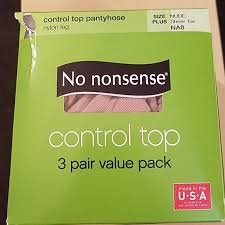 control top pantyhose
nylon leg
SIZE NUDE
PLUS Sheer Toe
NA8
No nonsense®
control top
3 pair value pack
made in the
U·S·A